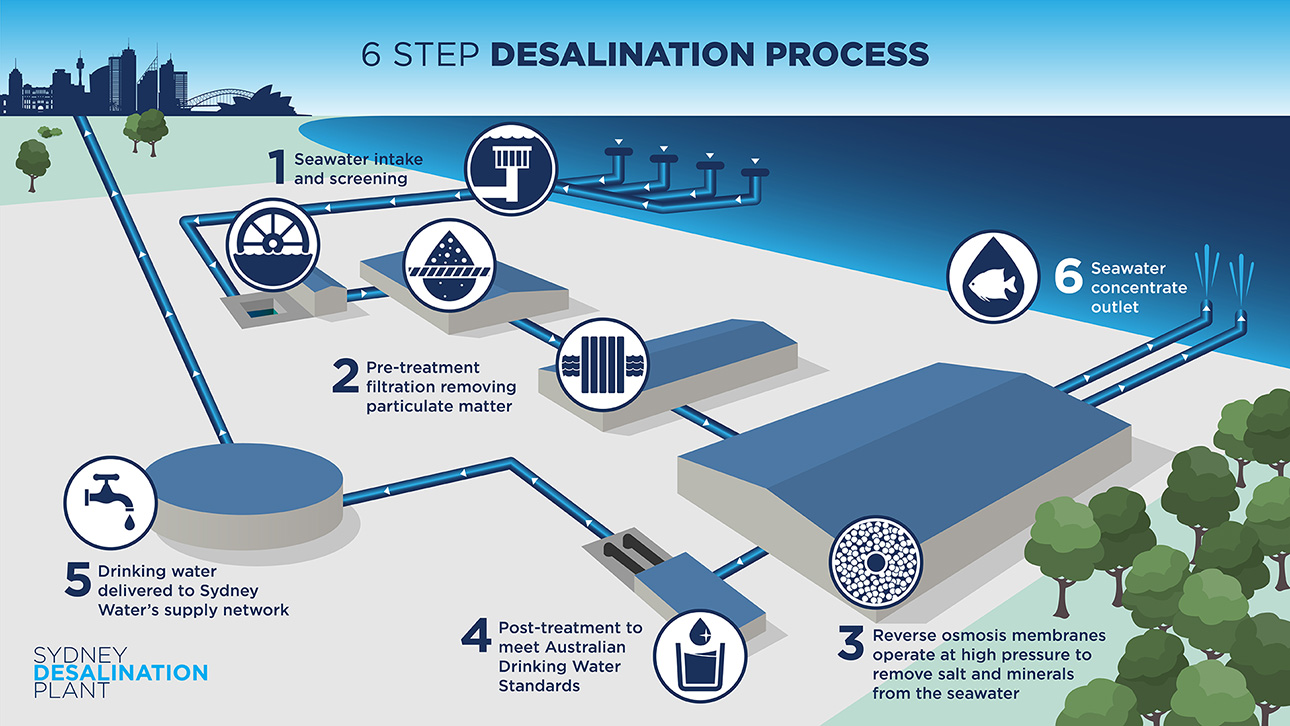 6 STEP DESALINATION PROCESS
1 Seawater intake
and screening
2 Pre-treatment
filtration removing
particulate matter
3 Reverse osmosis membranes
operate at high pressure to
remove salt and minerals
from the seawater
4 Post-treatment to
meet Australian
Drinking Water
Standards
5 Drinking water
delivered to Sydney
Water's supply network
6 Seawater
concentrate
outlet
SYDNEY
DESALINATION
PLANT